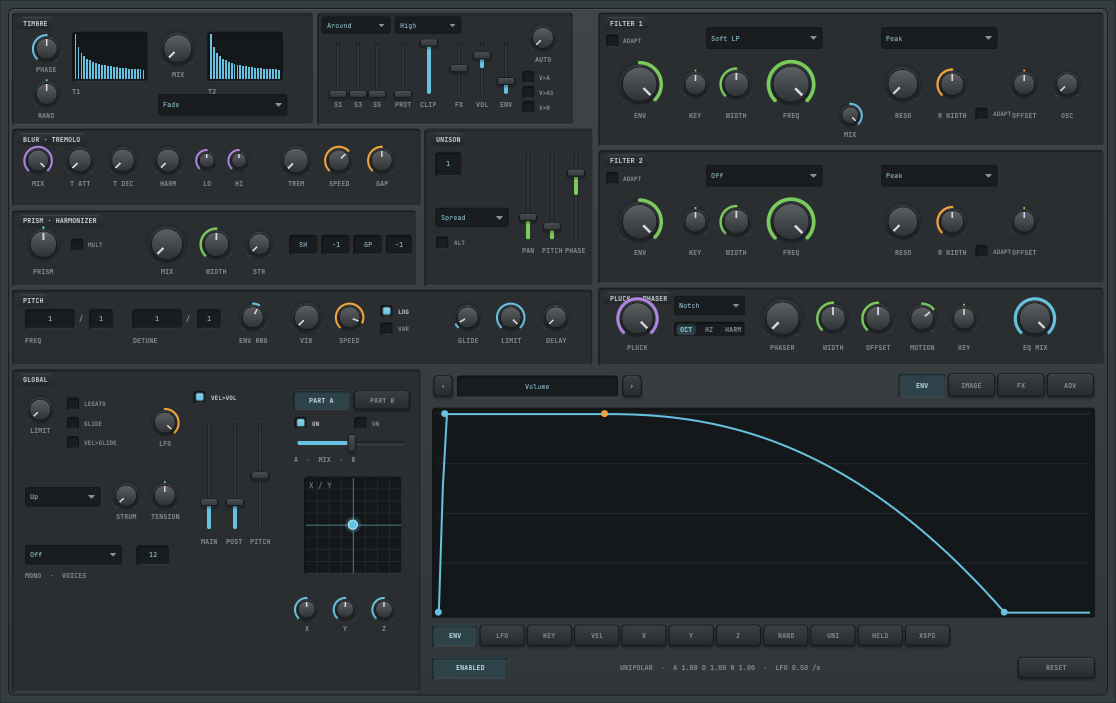 TIMBRE
PHASE
RAND
T1
MIX
T2
Fade
Around
High
S1 S3 S5 PROT CLIP FX VOL ENV
AUTO
V>A
V>AS
V>R
FILTER 1
ADAPT
Soft LP
Peak
ENV KEY WIDTH FREQ
MIX
RESO R WIDTH ADAPT OFFSET OSC
BLUR · TREMOLO
MIX T ATT T DEC HARM LO HI TREM SPEED GAP
UNISON
1
Spread
ALT
PAN PITCH PHASE
FILTER 2
ADAPT
Off
Peak
ENV KEY WIDTH FREQ RESO R WIDTH ADAPT OFFSET
PRISM · HARMONIZER
PRISM
MULT
MIX WIDTH STR
SH -1 GP -1
PITCH
1 / 1
FREQ
1 / 1
DETUNE
ENV RNG VIB SPEED
LOG
VAR
GLIDE LIMIT DELAY
PLUCK · PHASER
PLUCK
Notch
OCT HZ HARM
PHASER WIDTH OFFSET MOTION KEY EQ MIX
GLOBAL
LIMIT
LEGATO
GLIDE
VEL>GLIDE
LFO
VEL>VOL
Up
STRUM TENSION
MAIN POST PITCH
Off
12
MONO · VOICES
PART A PART B
ON ON
A · MIX · B
X / Y
X Y Z
‹ Volume ›
ENV IMAGE FX ADV
ENV LFO KEY VEL X Y Z RAND UNI HELD XSPD
ENABLED
UNIPOLAR · A 1.00 D 1.00 R 1.00 · LFO 0.50 /s
RESET